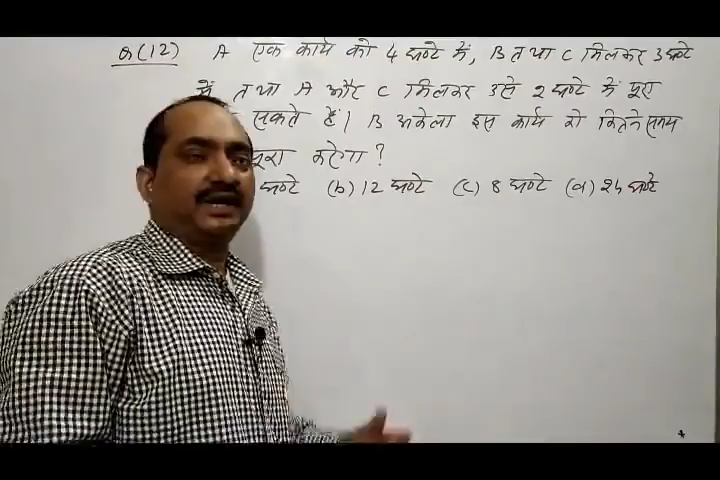 Q(12) A एक कार्य को 4 घण्टे में, B तथा C मिलकर 3 घण्टे
में तथा A और C मिलकर उसे 2 घण्टे में पूरा
सकते हैं। B अकेला इस कार्य को कितने समय
पूरा करेगा?
घण्टे (b) 12 घण्टे (c) 8 घण्टे (d) 24 घण्टे